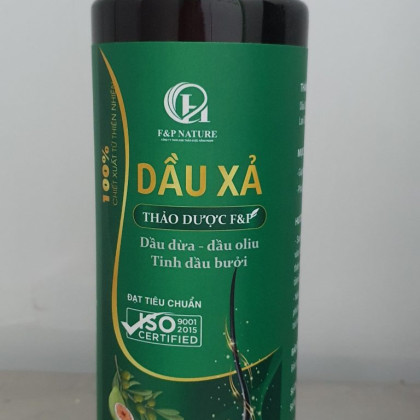 F&P NATURE
100%
CHIẾT XUẤT TỪ THIÊN NHIÊN
DẦU XẢ
THẢO DƯỢC F&P
Dầu dừa - dầu oliu
Tinh dầu bưởi
ĐẠT TIÊU CHUẨN
ISO 9001
2015
CERTIFIED